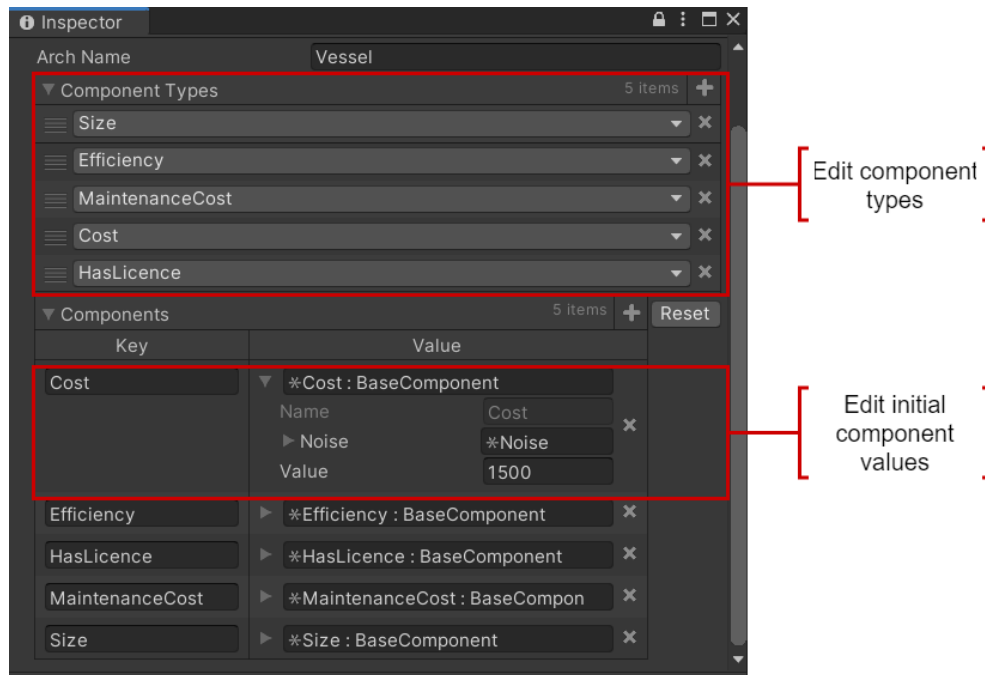 Inspector
Arch Name Vessel
Component Types 5 items
Size
Efficiency
MaintenanceCost
Cost
HasLicence
Edit component
types
Components 5 items Reset
Key Value
Cost *Cost : BaseComponent
Name Cost
Noise *Noise
Value 1500
Edit initial
component
values
Efficiency *Efficiency : BaseComponent
HasLicence *HasLicence : BaseComponent
MaintenanceCost *MaintenanceCost : BaseCompon
Size *Size : BaseComponent